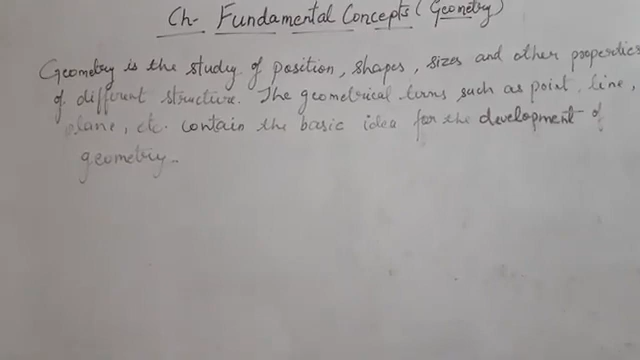 Ch- Fundamental Concepts (Geometry)
Geometry is the study of position, shapes, sizes and other properties
of different structure. The geometrical terms such as point, line,
plane, etc. contain the basic idea for the development of
geometry.